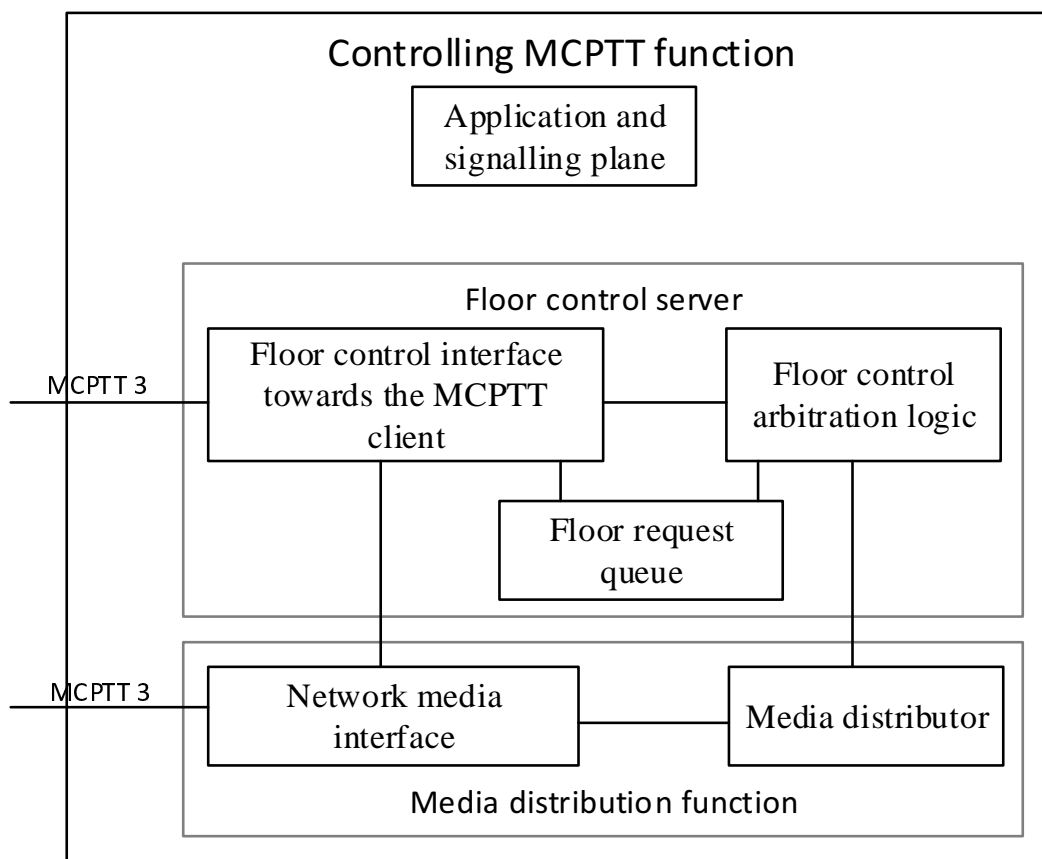 Controlling MCPTT function
Application and
signalling plane
Floor control server
Floor control interface
towards the MCPTT
client
Floor control
arbitration logic
MCPTT 3
Floor request
queue
MCPTT 3
Network media
interface
Media distributor
Media distribution function